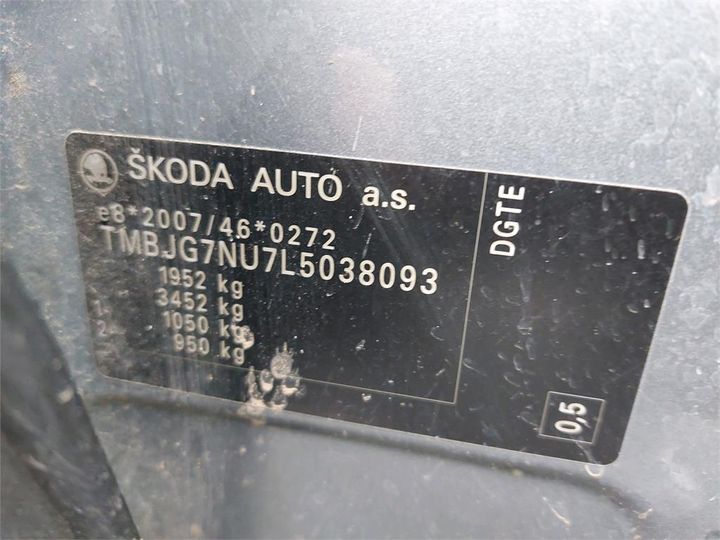 ŠKODA AUTO a.s.
e8*2007/46*0272
TMBJG7NU7L5038093
1952 kg
3452 kg
1- 1050 kg
2- 950 kg
DGTE
0,5